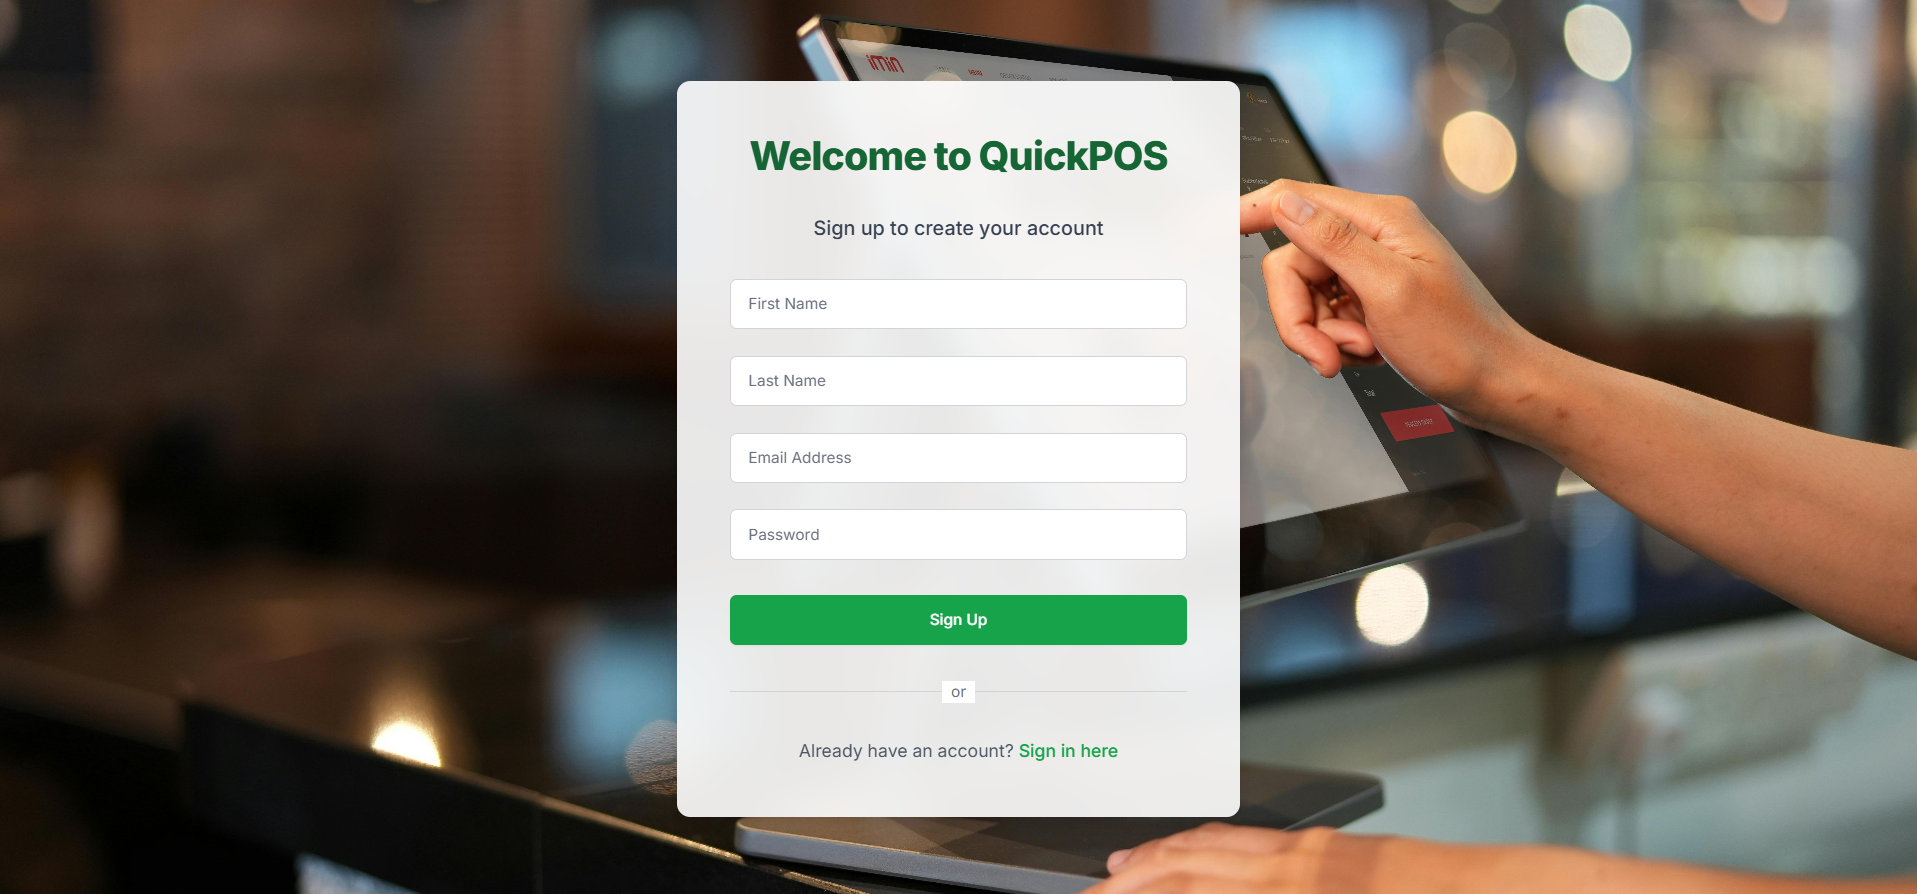 imin
Welcome to QuickPOS
Sign up to create your account
First Name
Last Name
Email Address
Password
Sign Up
or
Already have an account? Sign in here